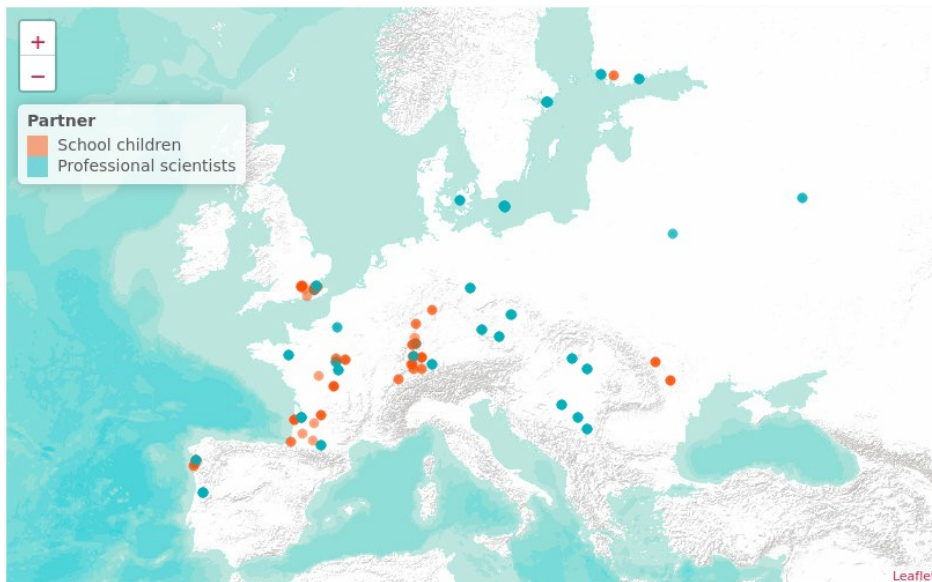 +
−
Partner
School children
Professional scientists
Leaflet